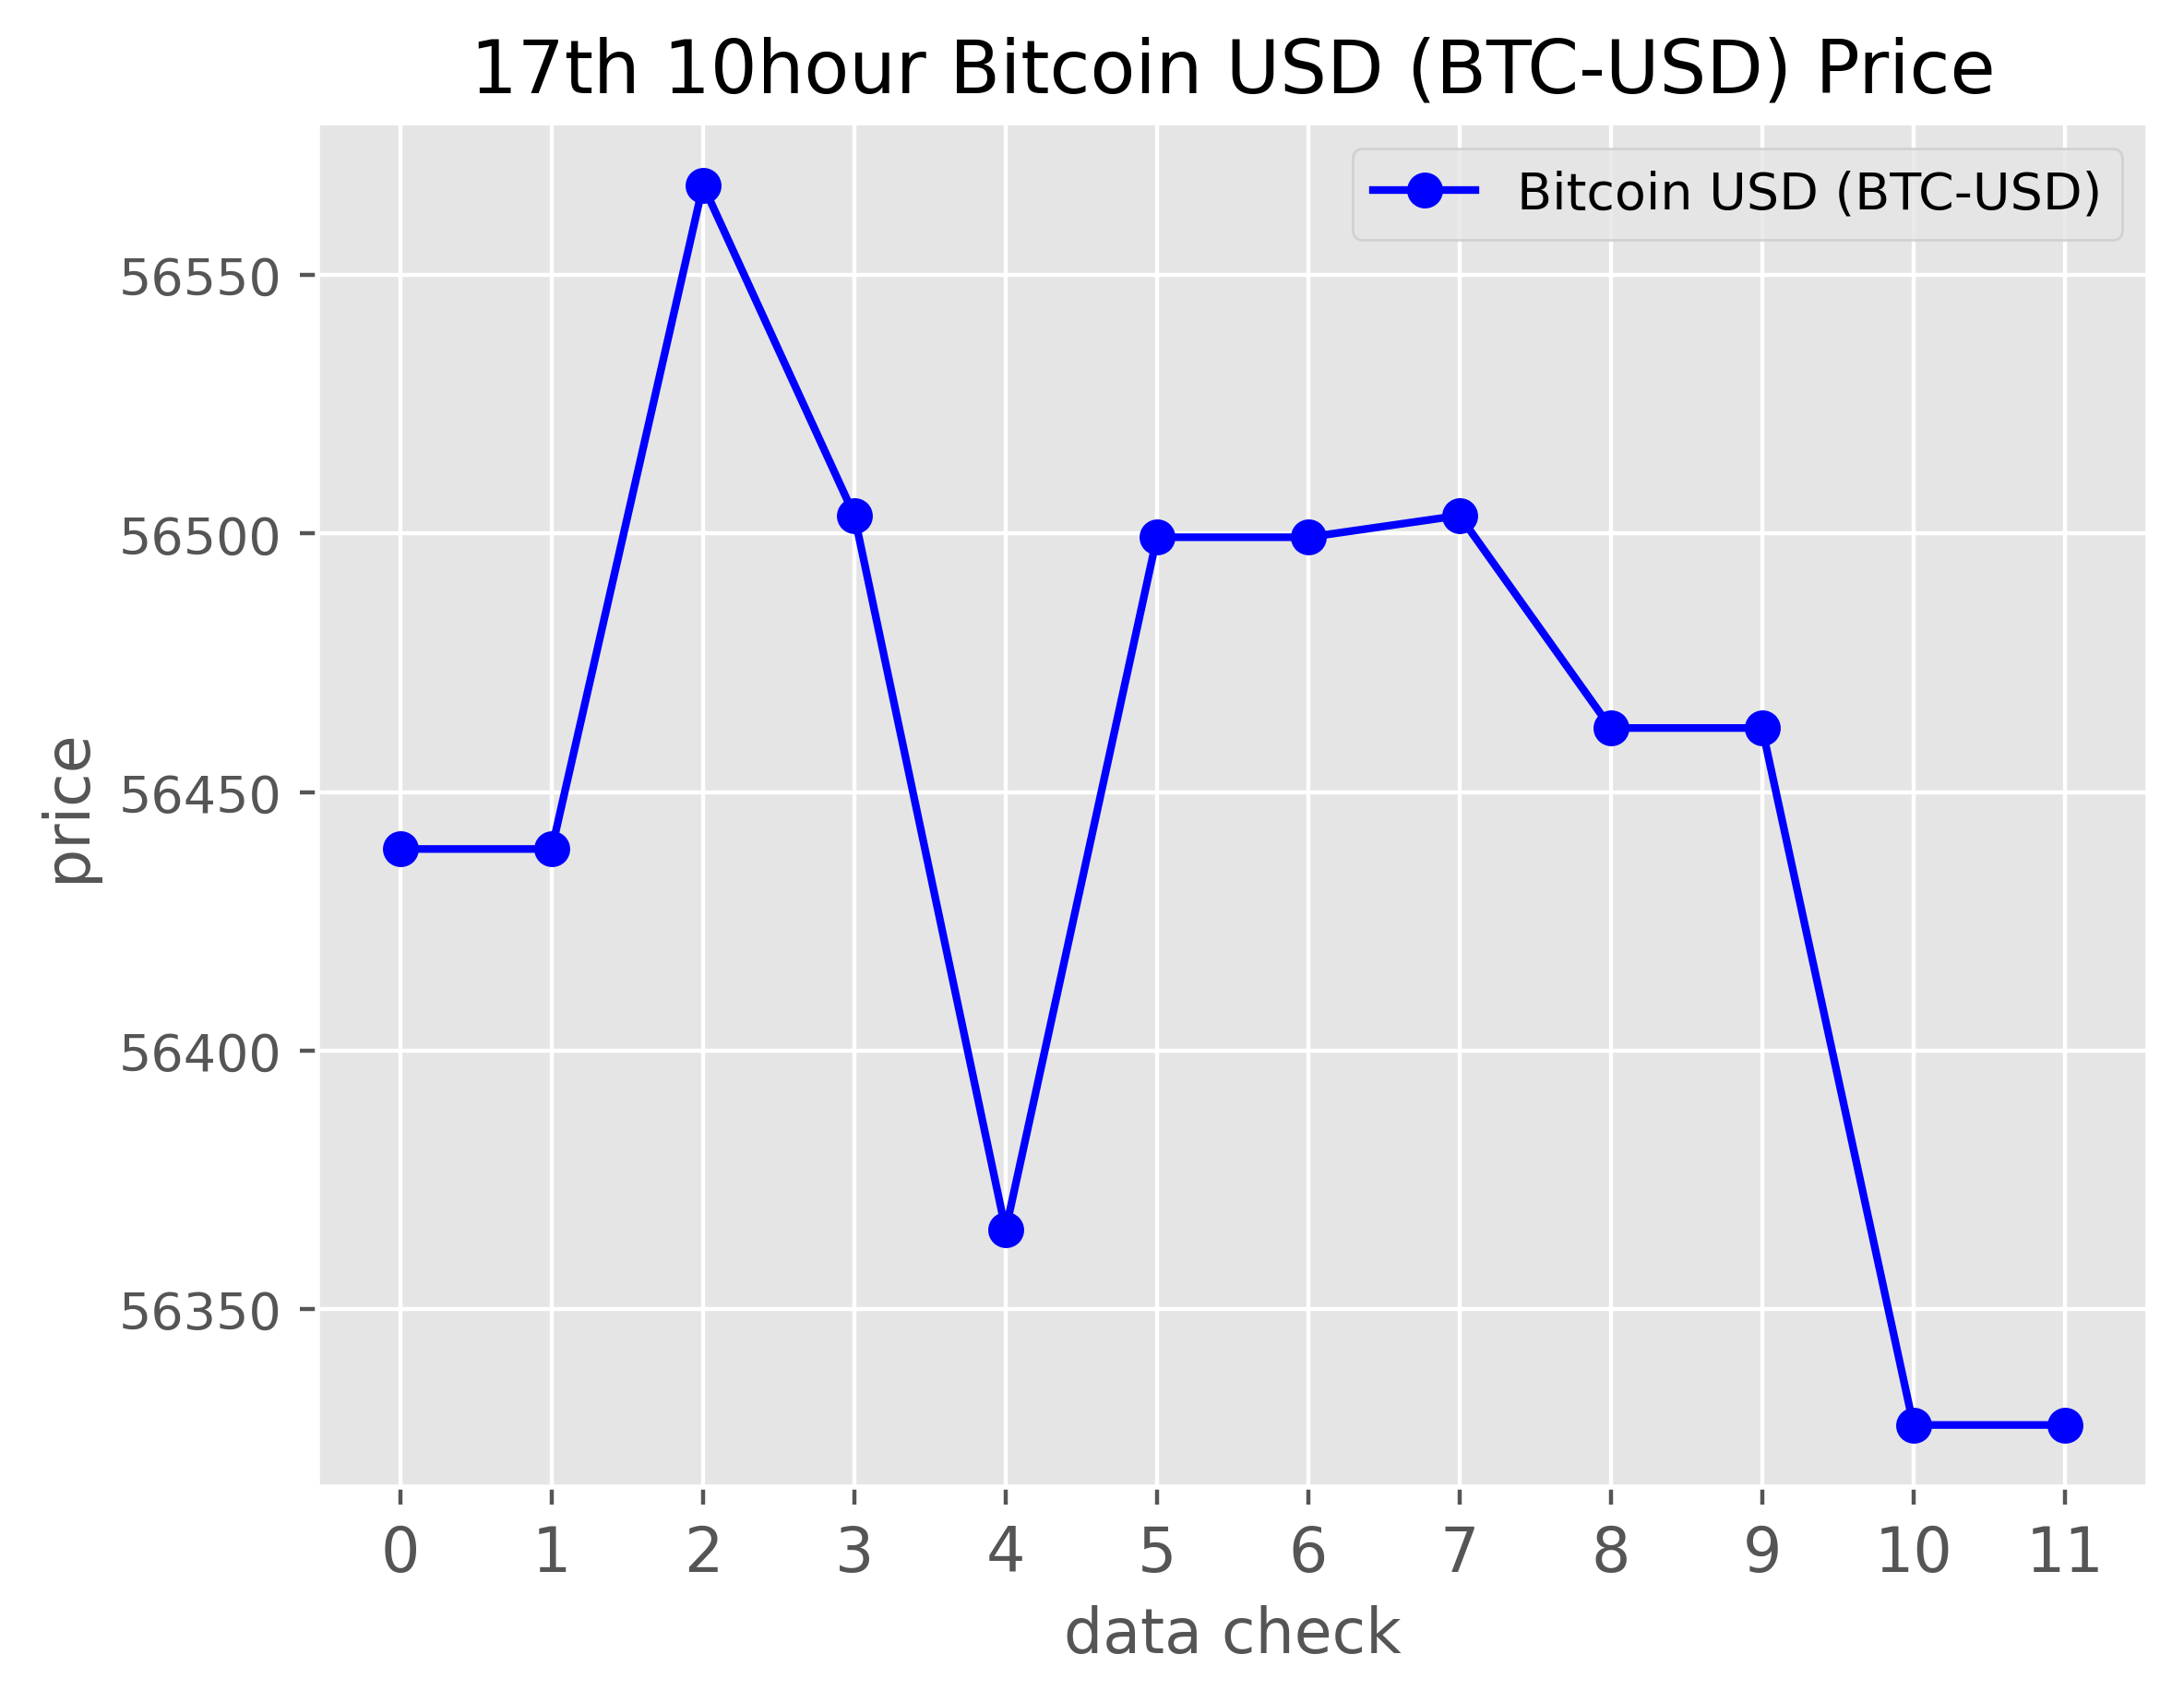 17th 10hour Bitcoin USD (BTC-USD) Price
Bitcoin USD (BTC-USD)
56550
56500
56450
56400
56350
price
0 1 2 3 4 5 6 7 8 9 10 11
data check